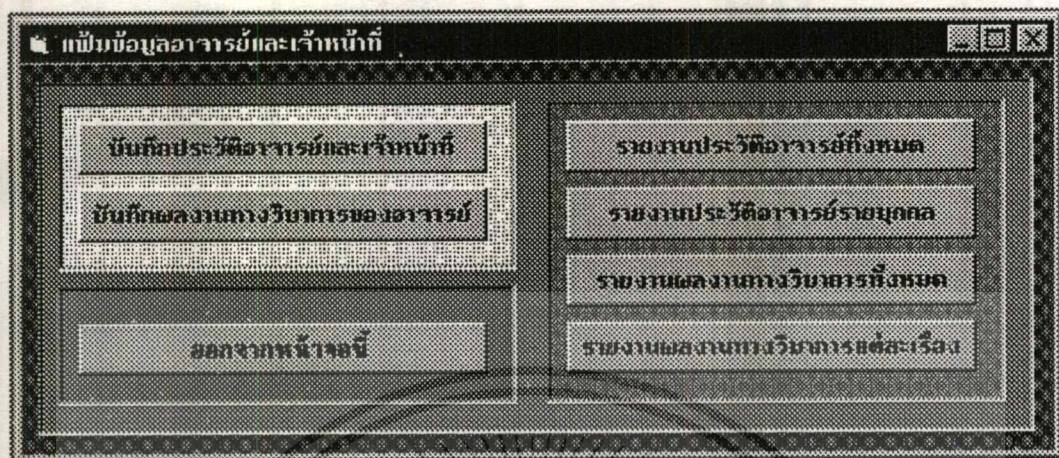 แฟ้มข้อมูลอาจารย์และเจ้าหน้าที่
บันทึกประวัติอาจารย์และเจ้าหน้าที่
บันทึกผลงานทางวิชาการของอาจารย์
ออกจากหน้าจอนี้
รายงานประวัติอาจารย์ทั้งหมด
รายงานประวัติอาจารย์รายบุคคล
รายงานผลงานทางวิชาการทั้งหมด
รายงานผลงานทางวิชาการแต่ละเรื่อง